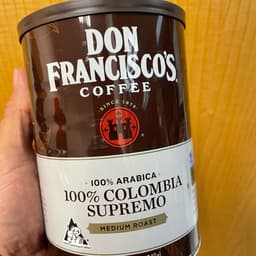 DON
FRANCISCO'S
COFFEE
SINCE 1870
100% ARABICA
100% COLOMBIA
SUPREMO
MEDIUM ROAST